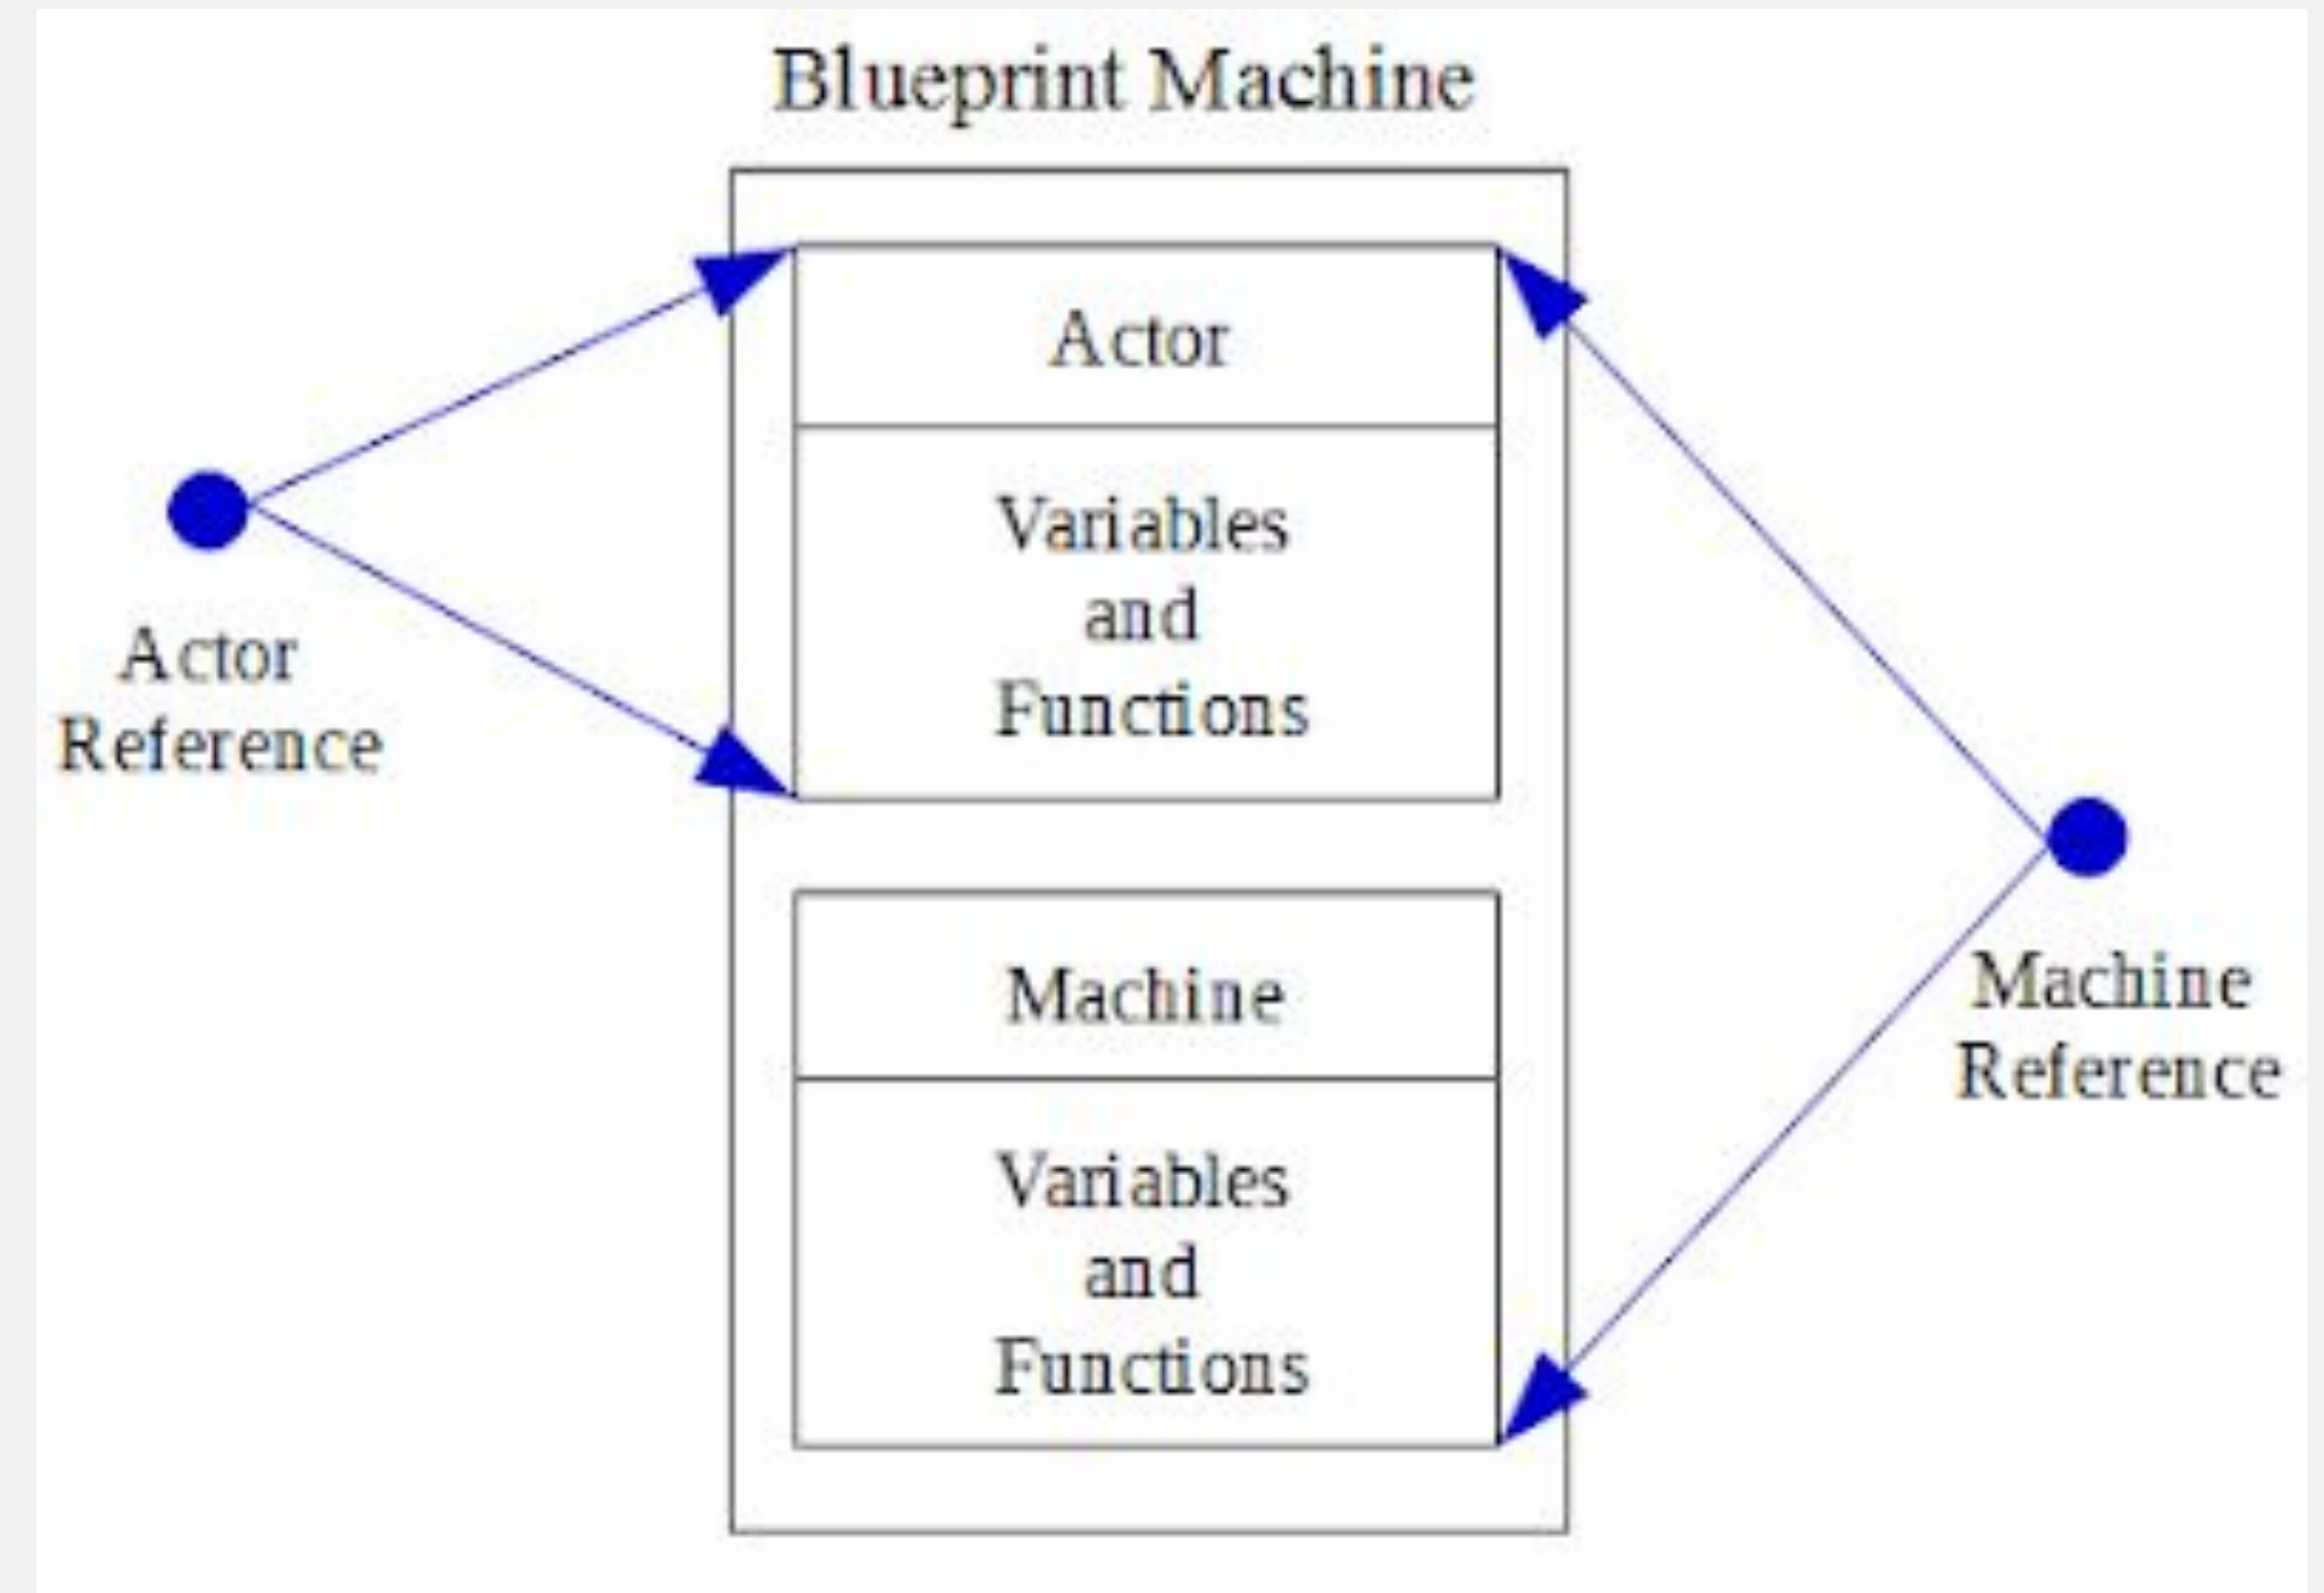 Blueprint Machine
Actor
Variables
and
Functions
Actor
Reference
Machine
Variables
and
Functions
Machine
Reference